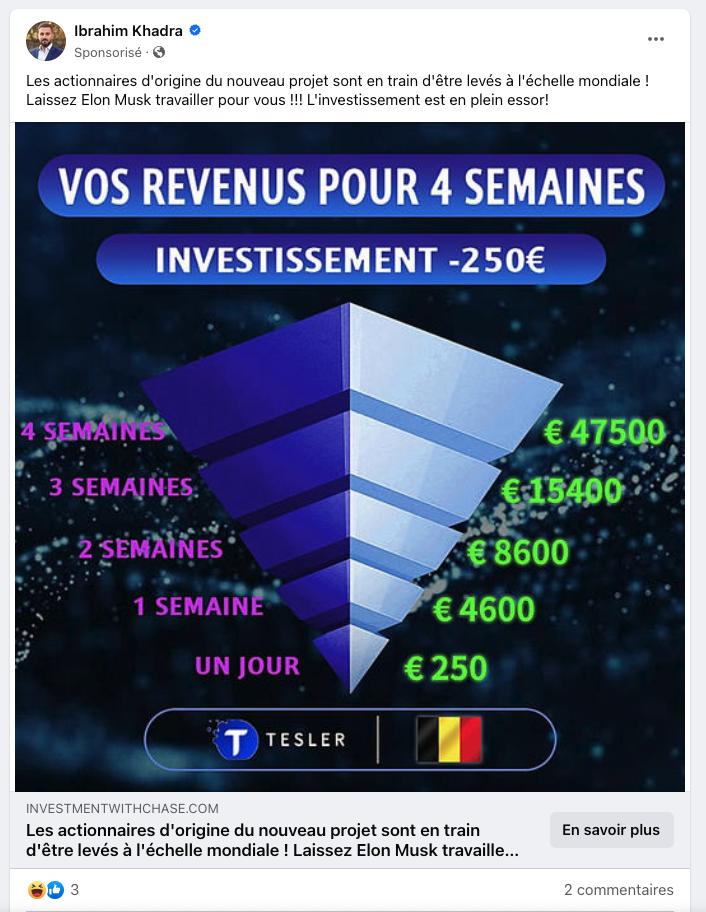 Ibrahim Khadra
Sponsorisé ·
Les actionnaires d'origine du nouveau projet sont en train d'être levés à l'échelle mondiale !
Laissez Elon Musk travailler pour vous !!! L'investissement est en plein essor!
VOS REVENUS POUR 4 SEMAINES
INVESTISSEMENT -250€
4 SEMAINES € 47500
3 SEMAINES € 15400
2 SEMAINES € 8600
1 SEMAINE € 4600
UN JOUR € 250
T TESLER
INVESTMENTWITHCHASE.COM
Les actionnaires d'origine du nouveau projet sont en train
d'être levés à l'échelle mondiale ! Laissez Elon Musk travaille...
En savoir plus
3
2 commentaires